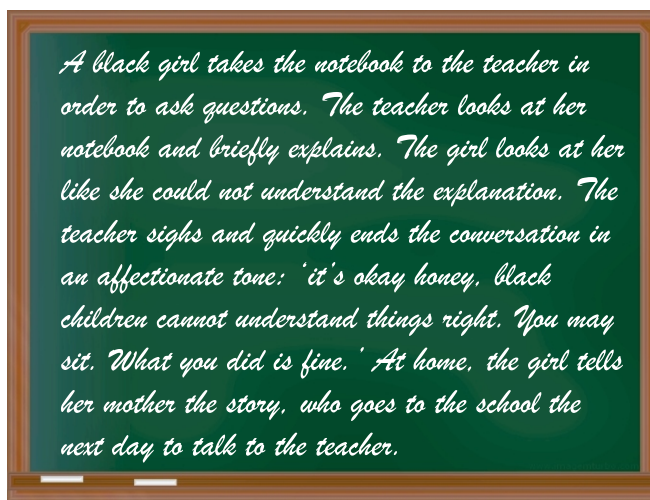 A black girl takes the notebook to the teacher in
order to ask questions. The teacher looks at her
notebook and briefly explains. The girl looks at her
like she could not understand the explanation. The
teacher sighs and quickly ends the conversation in
an affectionate tone: 'it's okay honey, black
children cannot understand things right. You may
sit. What you did is fine.' At home, the girl tells
her mother the story, who goes to the school the
next day to talk to the teacher.